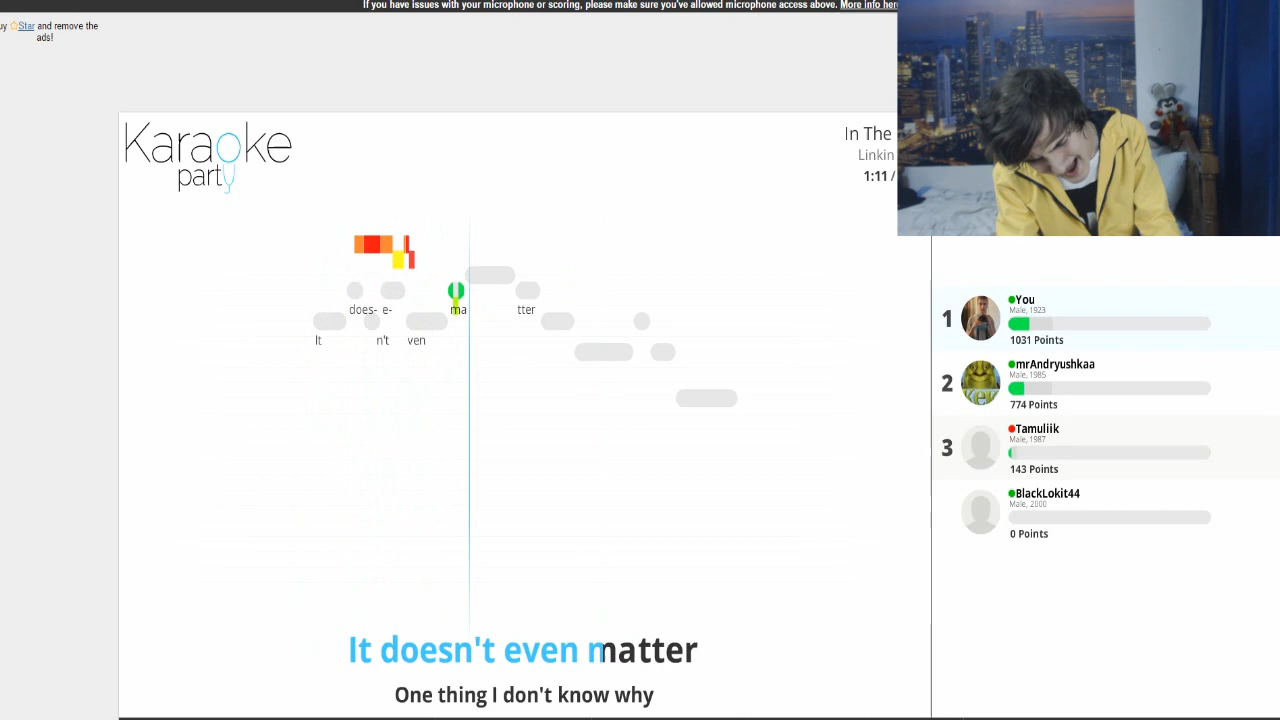 If you have issues with your microphone or scoring, please make sure you've allowed microphone access above. More info her
uy Star and remove the
ads!
Karaoke
party
In The
Linkin
1:11 /
does- e-
ma
tter
It
n't
ven
1
You
Male, 1923
1031 Points
2
mrAndryushkaa
Male, 1985
774 Points
3
Tamuliik
Male, 1987
143 Points
BlackLokit44
Male, 2000
0 Points
It doesn't even matter
One thing I don't know why